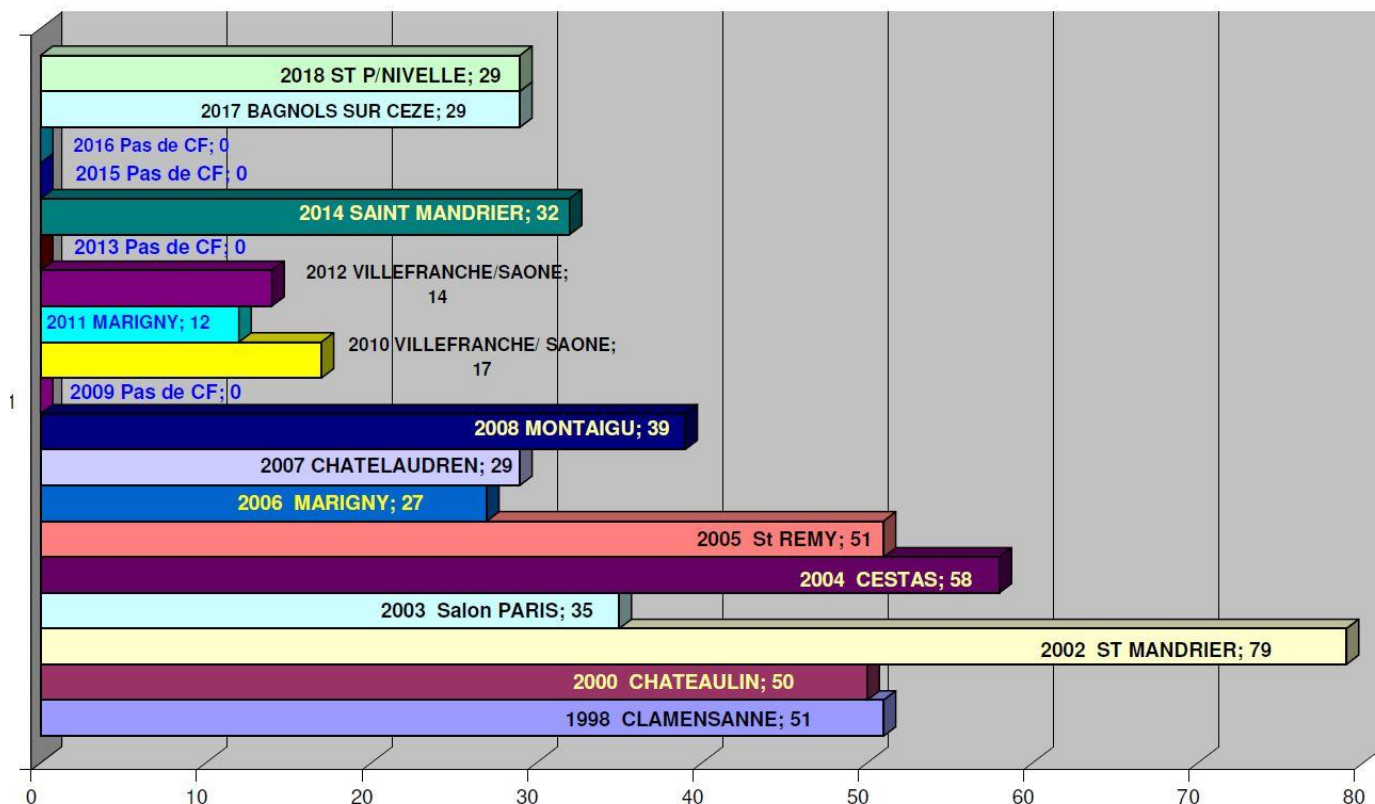 2018 ST P/NIVELLE; 29
2017 BAGNOLS SUR CEZE; 29
2016 Pas de CF; 0
2015 Pas de CF; 0
2014 SAINT MANDRIER; 32
2013 Pas de CF; 0
2012 VILLEFRANCHE/SAONE;
14
2011 MARIGNY; 12
2010 VILLEFRANCHE/ SAONE;
17
2009 Pas de CF; 0
1
2008 MONTAIGU; 39
2007 CHATELAUDREN; 29
2006 MARIGNY; 27
2005 St REMY; 51
2004 CESTAS; 58
2003 Salon PARIS; 35
2002 ST MANDRIER; 79
2000 CHATEAULIN; 50
1998 CLAMENSANNE; 51
0 10 20 30 40 50 60 70 80